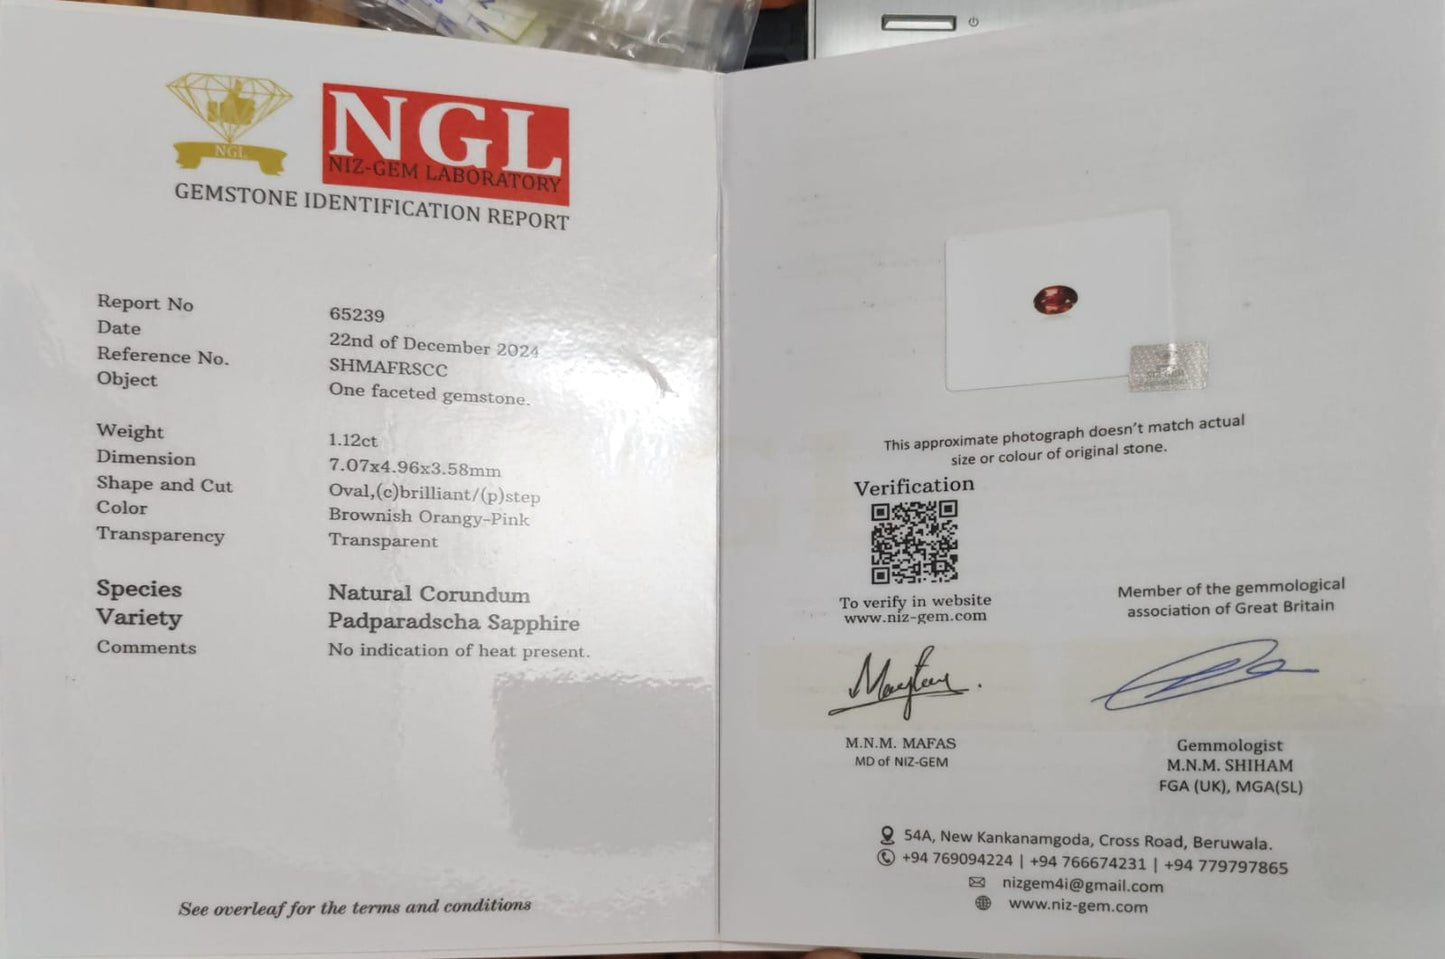 NGL
NGL
NIZ-GEM LABORATORY
GEMSTONE IDENTIFICATION REPORT
Report No 65239
Date 22nd of December 2024
Reference No. SHMAFRSCC
Object One faceted gemstone.
Weight 1.12ct
Dimension 7.07x4.96x3.58mm
Shape and Cut Oval,(c)brilliant/(p)step
Color Brownish Orangy-Pink
Transparency Transparent
Species Natural Corundum
Variety Padparadscha Sapphire
Comments No indication of heat present.
See overleaf for the terms and conditions
This approximate photograph doesn't match actual
size or colour of original stone.
Verification
To verify in website
www.niz-gem.com
Member of the gemmological
association of Great Britain
M.N.M. MAFAS
MD of NIZ-GEM
Gemmologist
M.N.M. SHIHAM
FGA (UK), MGA(SL)
54A, New Kankanamgoda, Cross Road, Beruwala.
+94 769094224 | +94 766674231 | +94 779797865
nizgem4i@gmail.com
www.niz-gem.com